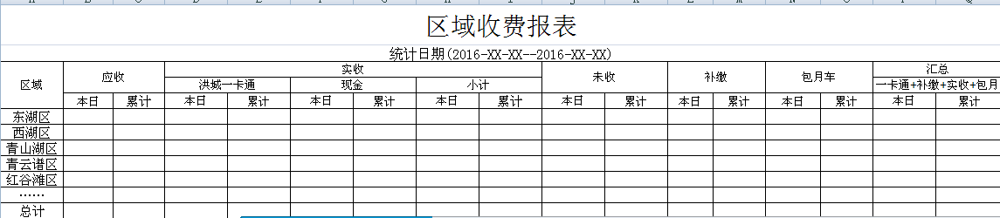 区域收费报表
统计日期(2016-XX-XX--2016-XX-XX)
区域 应收 实收 未收 补缴 包月车 汇总
洪城一卡通 现金 小计 一卡通+补缴+实收+包月
本日 累计 本日 累计 本日 累计 本日 累计 本日 累计 本日 累计 本日 累计 本日 累计
东湖区
西湖区
青山湖区
青云谱区
红谷滩区
……
总计